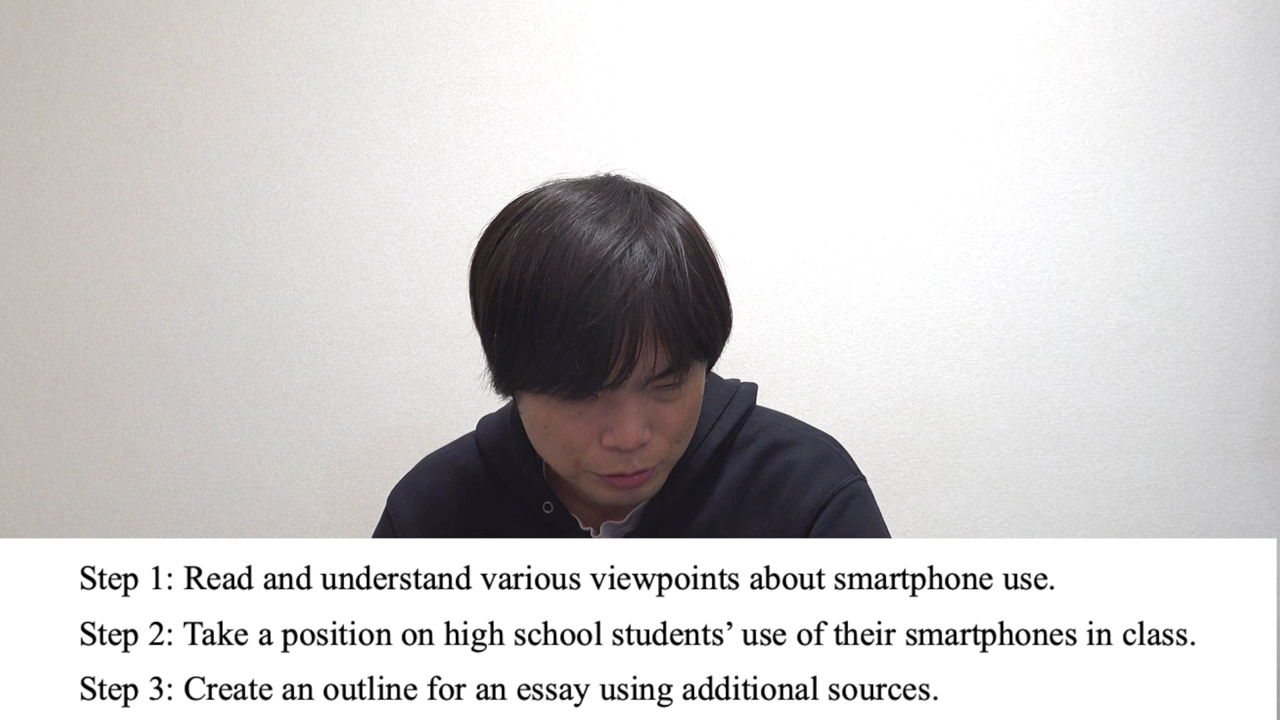 Step 1: Read and understand various viewpoints about smartphone use.
Step 2: Take a position on high school students’ use of their smartphones in class.
Step 3: Create an outline for an essay using additional sources.